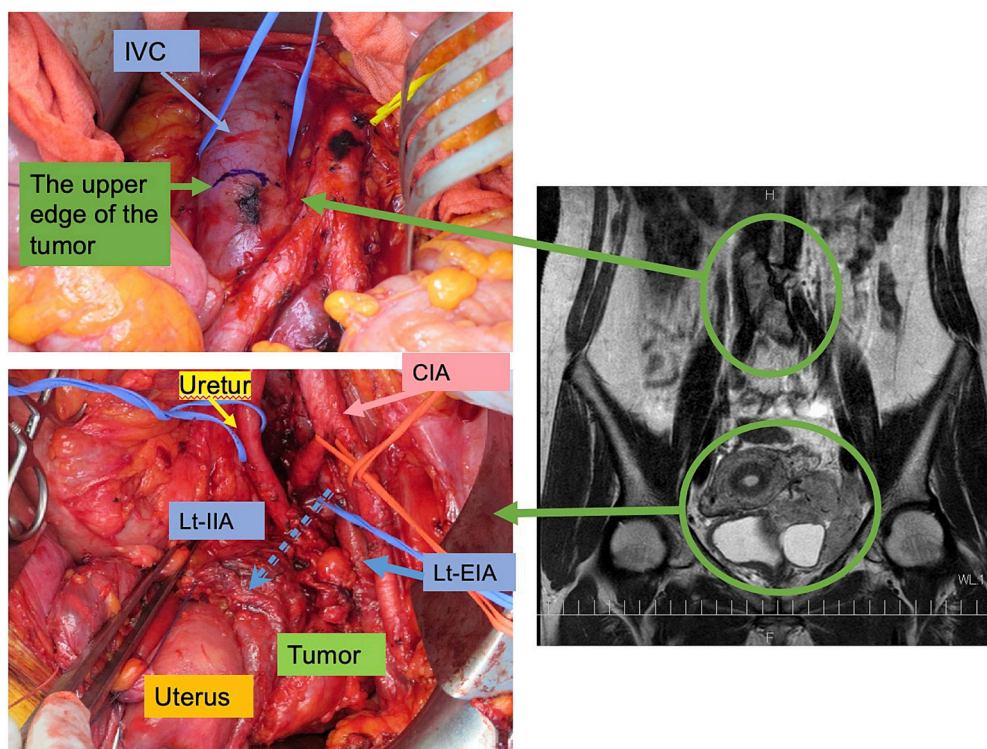 IVC
The upper
edge of the
tumor
H
CIA
Uretur
Lt-IIA
Lt-EIA
WL:1
Tumor
Uterus
F